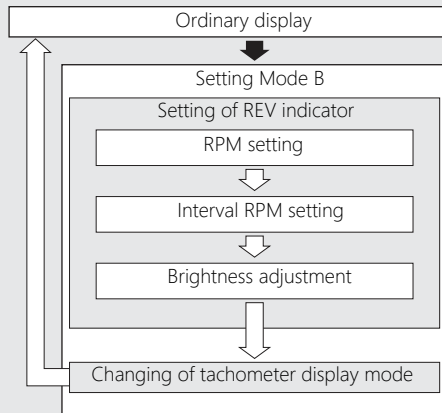 Ordinary display
Setting Mode B
Setting of REV indicator
RPM setting
Interval RPM setting
Brightness adjustment
Changing of tachometer display mode